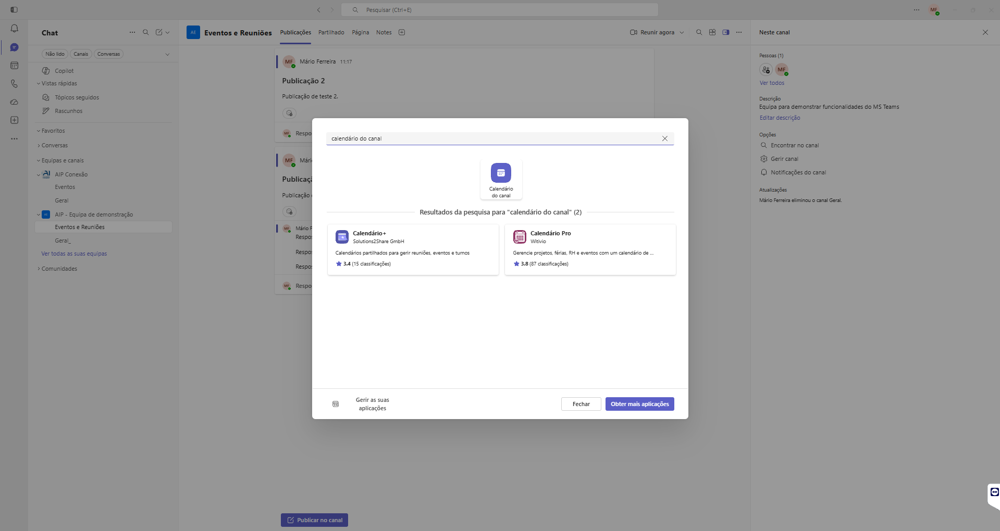 Pesquisar (Ctrl+E)
MF
Chat
Não lido
Canais
Conversas
Copilot
Vistas rápidas
Tópicos seguidos
Rascunhos
Favoritos
Conversas
Equipas e canais
AIP Conexão
Eventos
Geral
AE
AIP - Equipa de demonstração
Eventos e Reuniões
Geral_
Ver todas as suas equipas
Comunidades
AE
Eventos e Reuniões
Publicações
Partilhado
Página
Notes
Reunir agora
MF
Mário Ferreira 11:17
Publicação 2
Publicação de teste 2.
MF
Respo
MF
Mári
Publicaç
Publicação
MF
Mário F
Respos
Respos
Respos
MF
Respo
Publicar no canal
calendário do canal
Calendário
do canal
Resultados da pesquisa para "calendário do canal" (2)
Calendário+
Solutions2Share GmbH
Calendários partilhados para gerir reuniões, eventos e turnos
3.4 (15 classificações)
Calendário Pro
Witivio
Gerencie projetos, férias, RH e eventos com um calendário de ...
3.8 (87 classificações)
Gerir as suas
aplicações
Fechar
Obter mais aplicações
Neste canal
Pessoas (1)
MF
Ver todos
Descrição
Equipa para demonstrar funcionalidades do MS Teams
Editar descrição
Opções
Encontrar no canal
Gerir canal
Notificações do canal
Atualizações
Mário Ferreira eliminou o canal Geral.